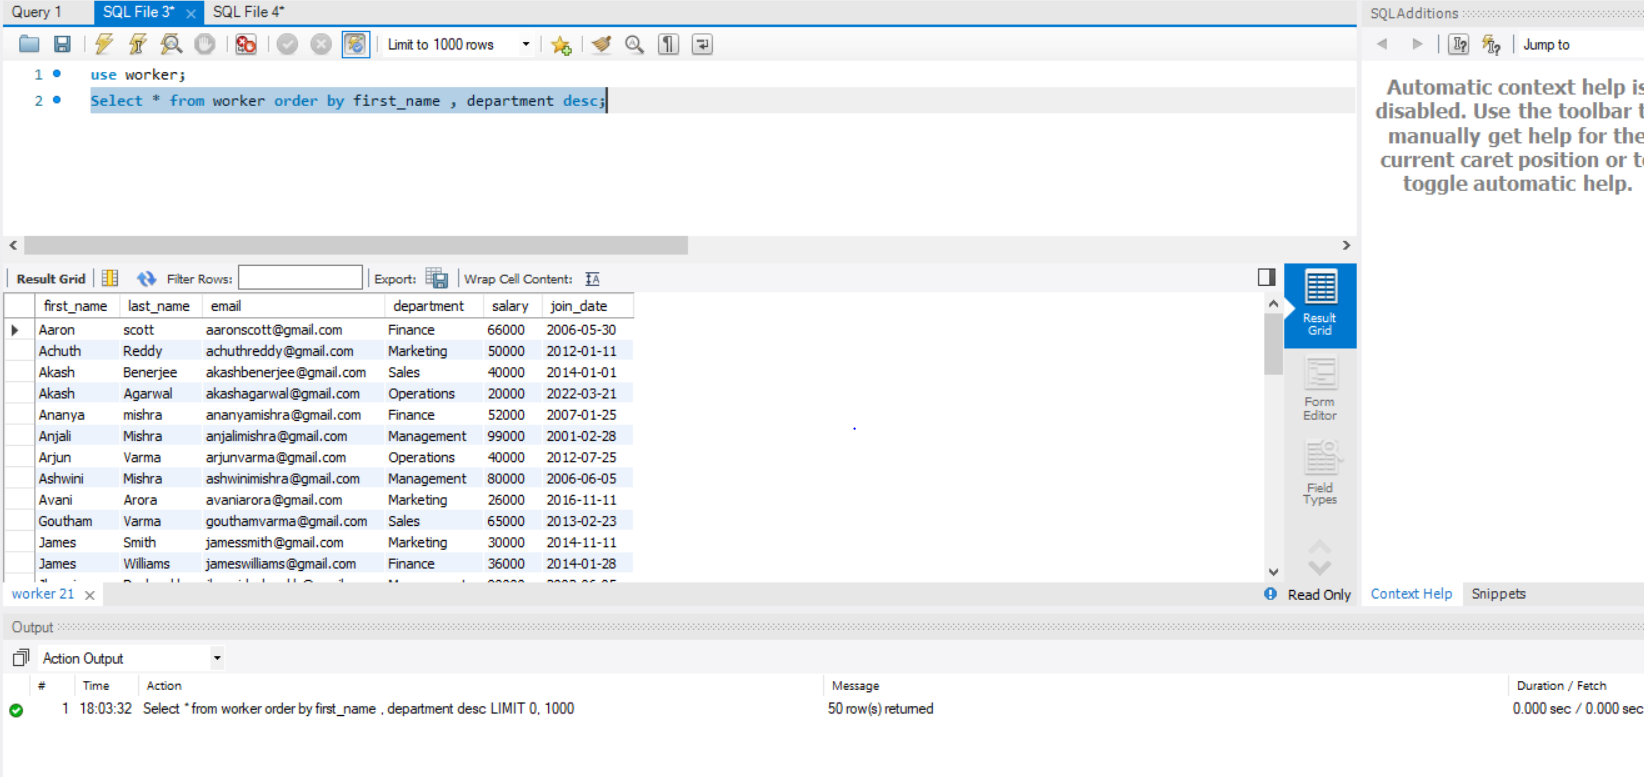 Query 1 SQL File 3* × SQL File 4*
Limit to 1000 rows
1 use worker;
2 Select * from worker order by first_name , department desc;
SQLAdditions
Jump to
Automatic context help is
disabled. Use the toolbar t
manually get help for the
current caret position or t
toggle automatic help.
Result Grid Filter Rows: Export: Wrap Cell Content:
first_name last_name email department salary join_date
Aaron scott aaronscott@gmail.com Finance 66000 2006-05-30
Achuth Reddy achuthreddy@gmail.com Marketing 50000 2012-01-11
Akash Benerjee akashbenerjee@gmail.com Sales 40000 2014-01-01
Akash Agarwal akashagarwal@gmail.com Operations 20000 2022-03-21
Ananya mishra ananyamishra@gmail.com Finance 52000 2007-01-25
Anjali Mishra anjalimishra@gmail.com Management 99000 2001-02-28
Arjun Varma arjunvarma@gmail.com Operations 40000 2012-07-25
Ashwini Mishra ashwinimishra@gmail.com Management 80000 2006-06-05
Avani Arora avaniarora@gmail.com Marketing 26000 2016-11-11
Goutham Varma gouthamvarma@gmail.com Sales 65000 2013-02-23
James Smith jamessmith@gmail.com Marketing 30000 2014-11-11
James Williams jameswilliams@gmail.com Finance 36000 2014-01-28
Result
Grid
Form
Editor
Field
Types
worker 21 × Read Only
Context Help Snippets
Output
Action Output
# Time Action Message Duration / Fetch
1 18:03:32 Select * from worker order by first_name , department desc LIMIT 0, 1000 50 row(s) returned 0.000 sec / 0.000 sec